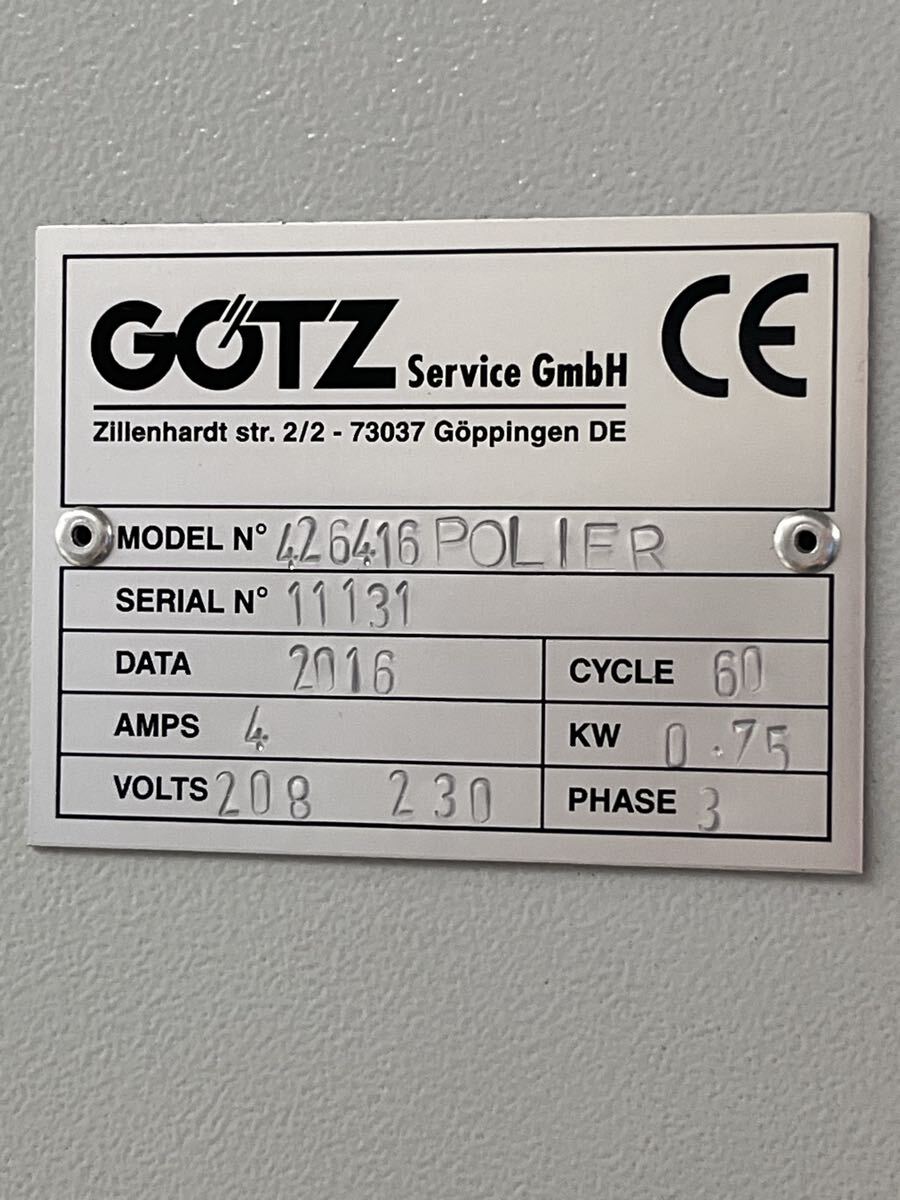 GÖTZ Service GmbH CE
Zillenhardt str. 2/2 - 73037 Göppingen DE
MODEL N° 426416 POLIER
SERIAL N° 11131
DATA 2016 CYCLE 60
AMPS 4 KW 0.75
VOLTS 208 230 PHASE 3